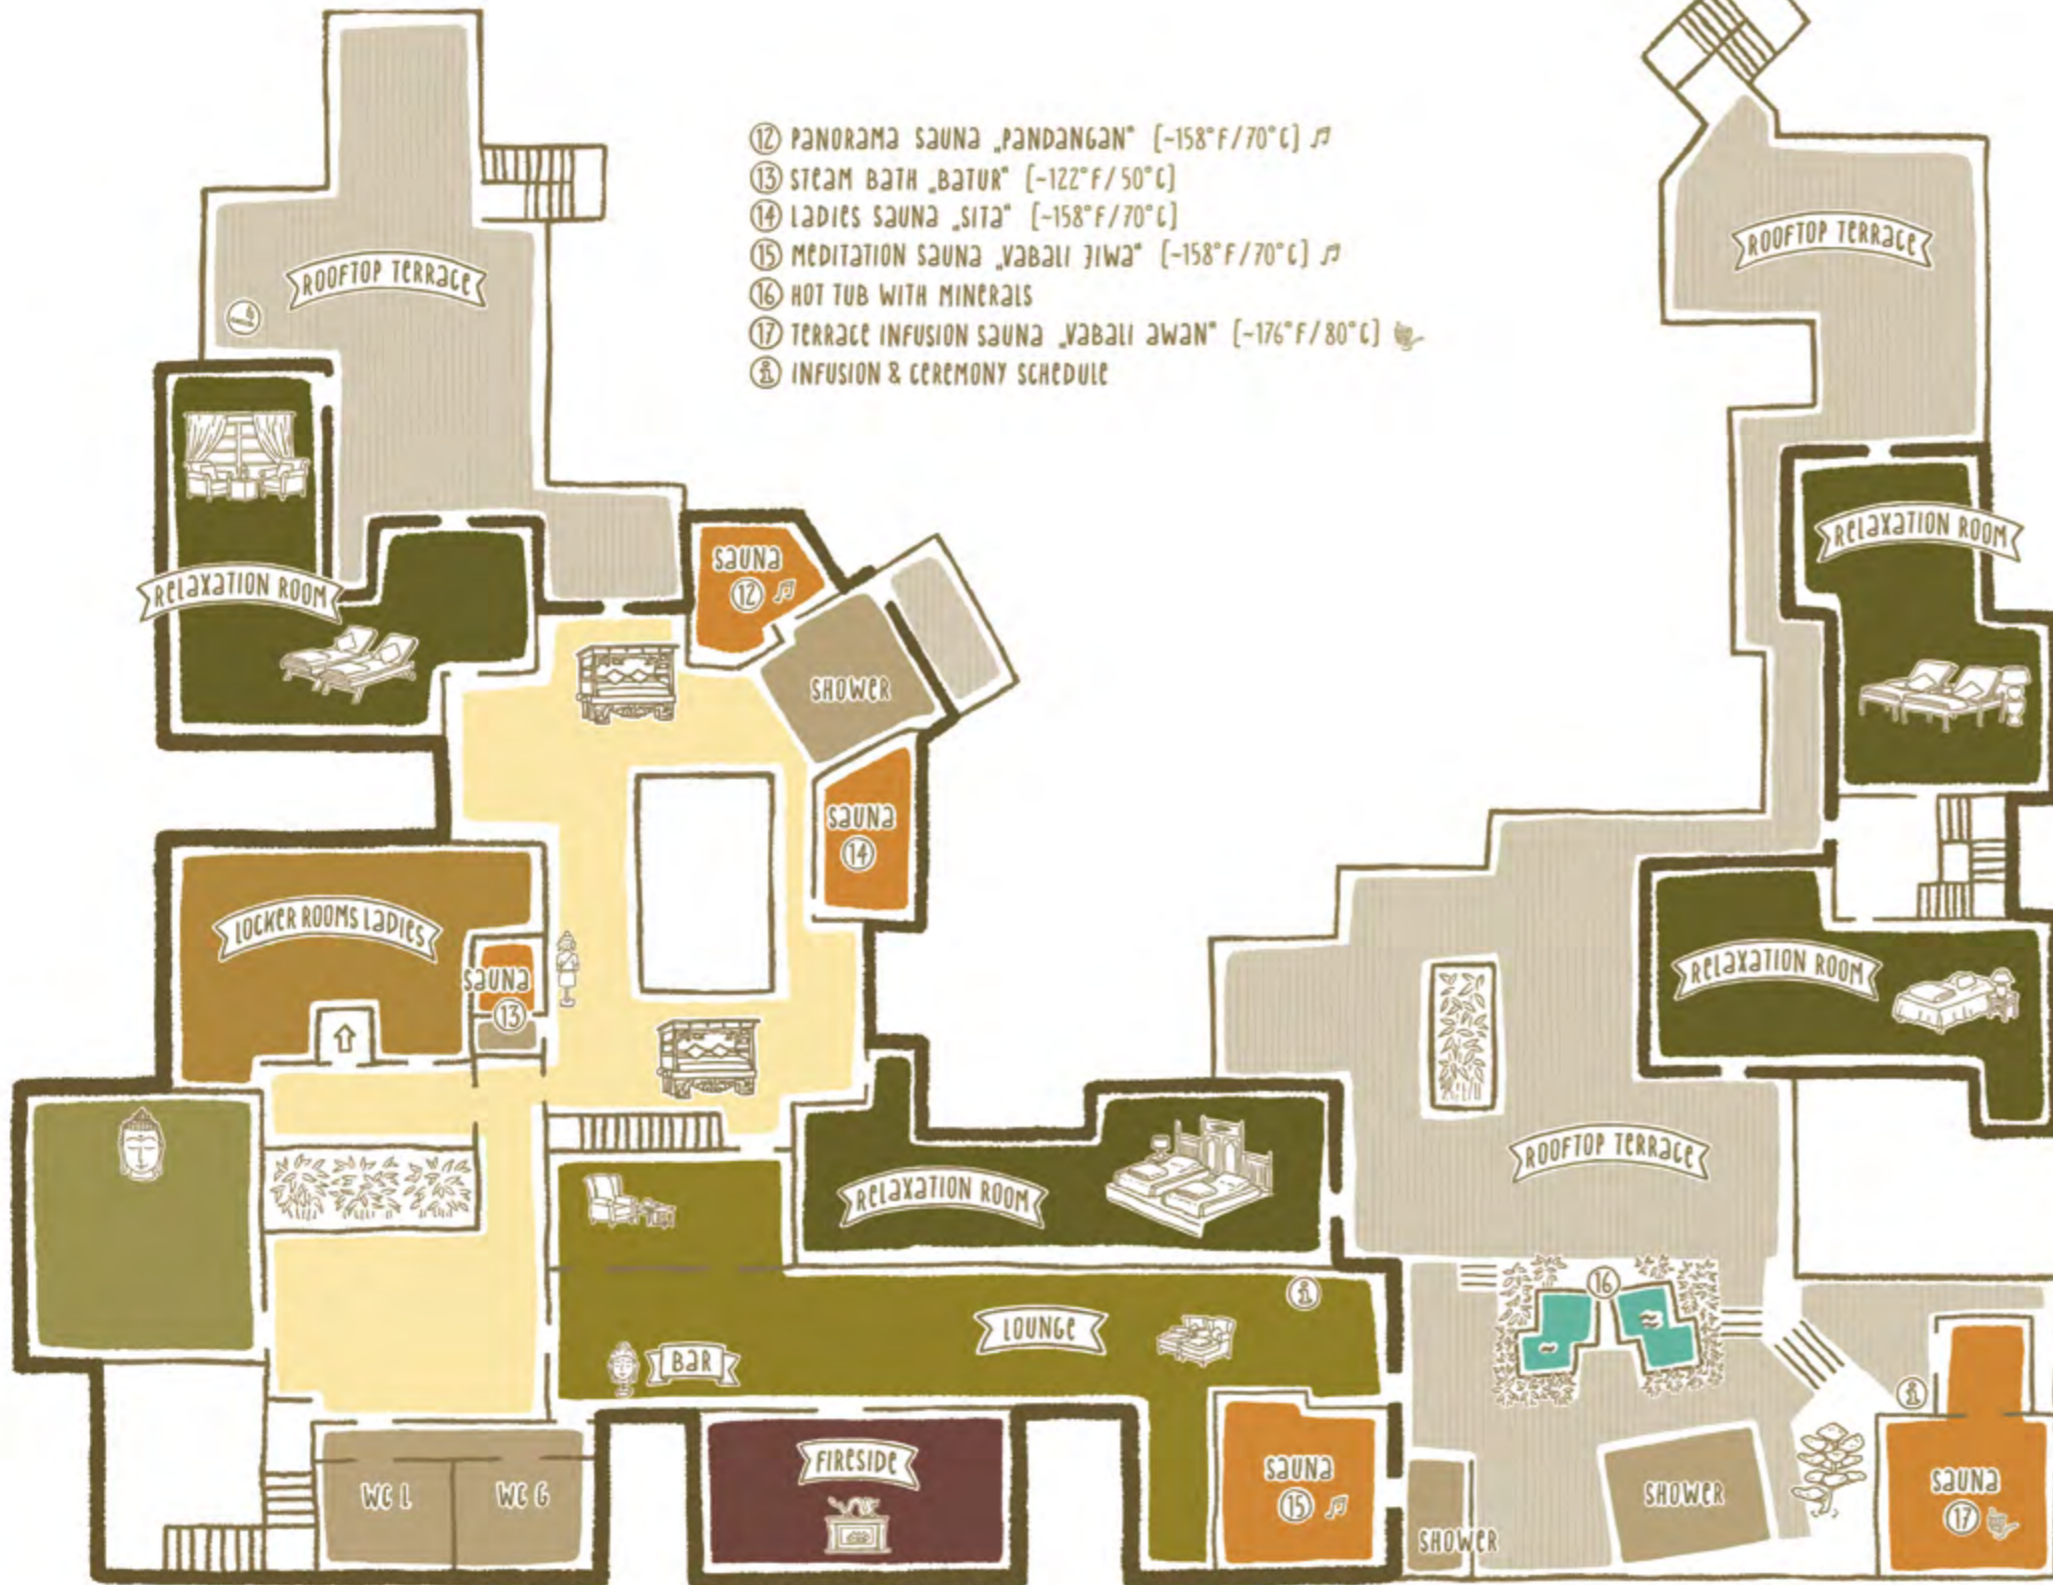 ⑫ PANORAMA SAUNA „PANDANGAN“ [~158°F/70°C] ♫
⑬ STEAM BATH „BATUR“ [~122°F/50°C]
⑭ LADIES SAUNA „SITA“ [~158°F/70°C]
⑮ MEDITATION SAUNA „VABALI JIWA“ [~158°F/70°C] ♫
⑯ HOT TUB WITH MINERALS
⑰ TERRACE INFUSION SAUNA „VABALI AWAN“ [~176°F/80°C]
ⓘ INFUSION & CEREMONY SCHEDULE
ROOFTOP TERRACE
ROOFTOP TERRACE
RELAXATION ROOM
SAUNA
⑫ ♫
RELAXATION ROOM
SHOWER
SAUNA
⑭
LOCKER ROOMS LADIES
SAUNA
⑬
RELAXATION ROOM
ROOFTOP TERRACE
RELAXATION ROOM
⑯
ⓘ
LOUNGE
BAR
ⓘ
FIRESIDE
WC L
WC G
SAUNA
⑮ ♫
SHOWER
SHOWER
SAUNA
⑰